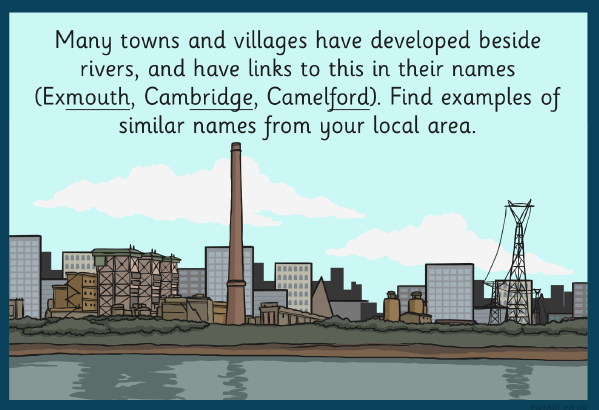 Many towns and villages have developed beside
rivers, and have links to this in their names
(Exmouth, Cambridge, Camelford). Find examples of
similar names from your local area.